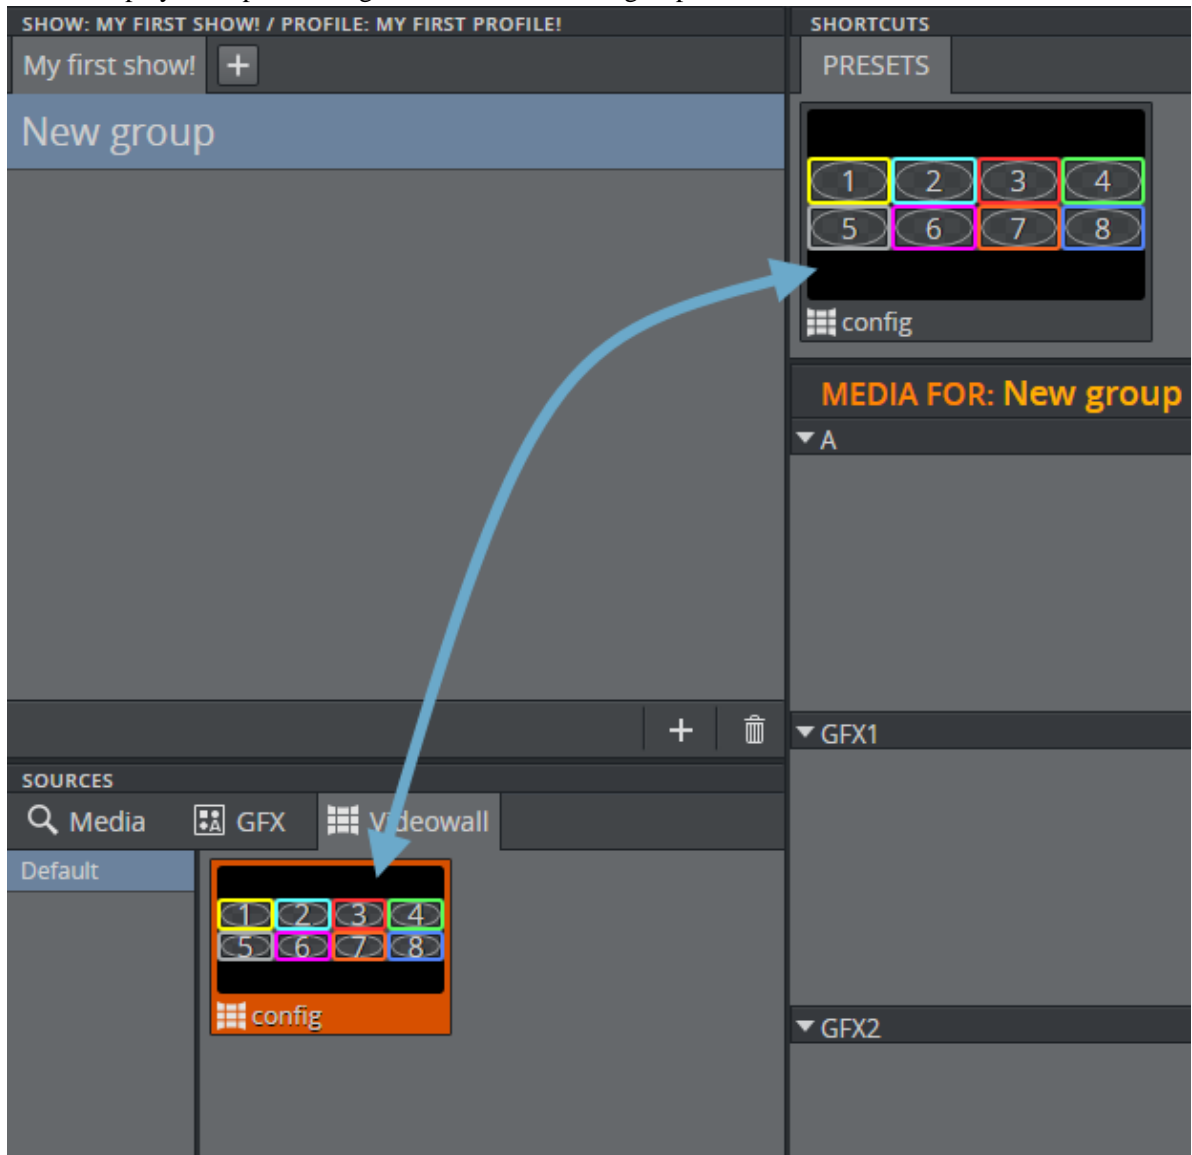 SHOW: MY FIRST SHOW! / PROFILE: MY FIRST PROFILE!
My first show! +
New group
SHORTCUTS
PRESETS
1 2 3 4
5 6 7 8
config
MEDIA FOR: New group
A
GFX1
GFX2
SOURCES
Media GFX Videowall
Default
1 2 3 4
5 6 7 8
config